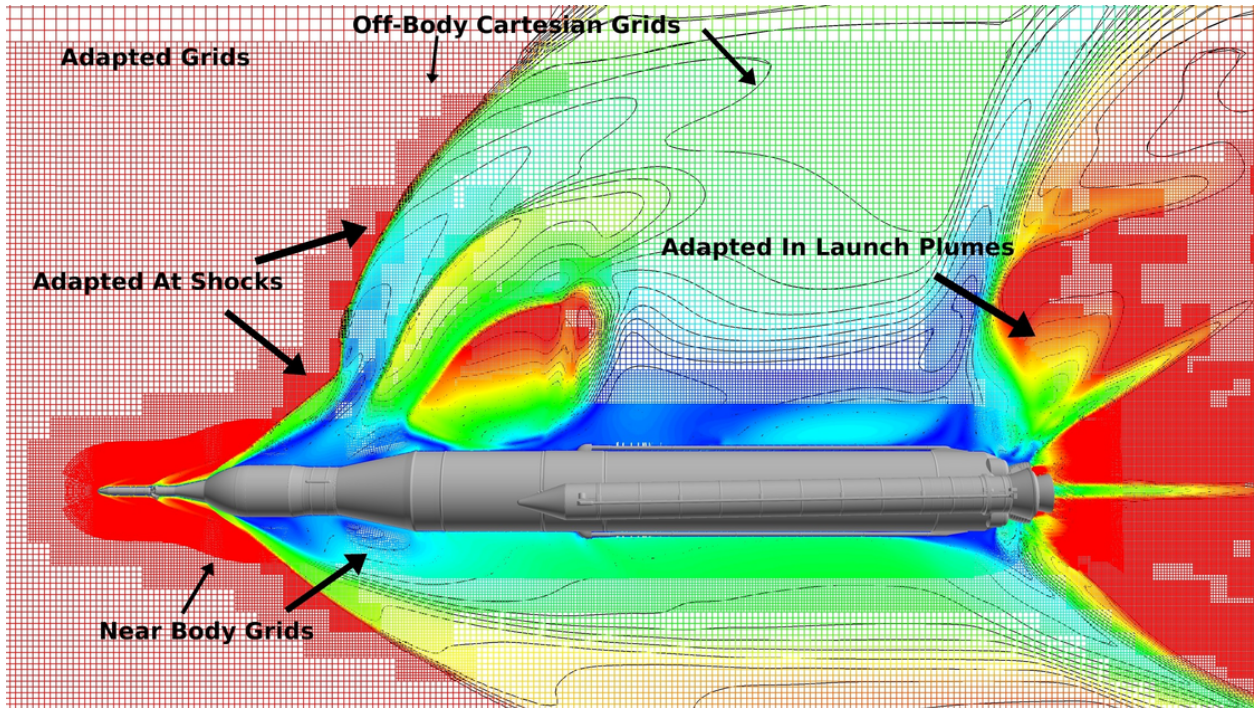 Off-Body Cartesian Grids
Adapted Grids
Adapted In Launch Plumes
Adapted At Shocks
Near Body Grids